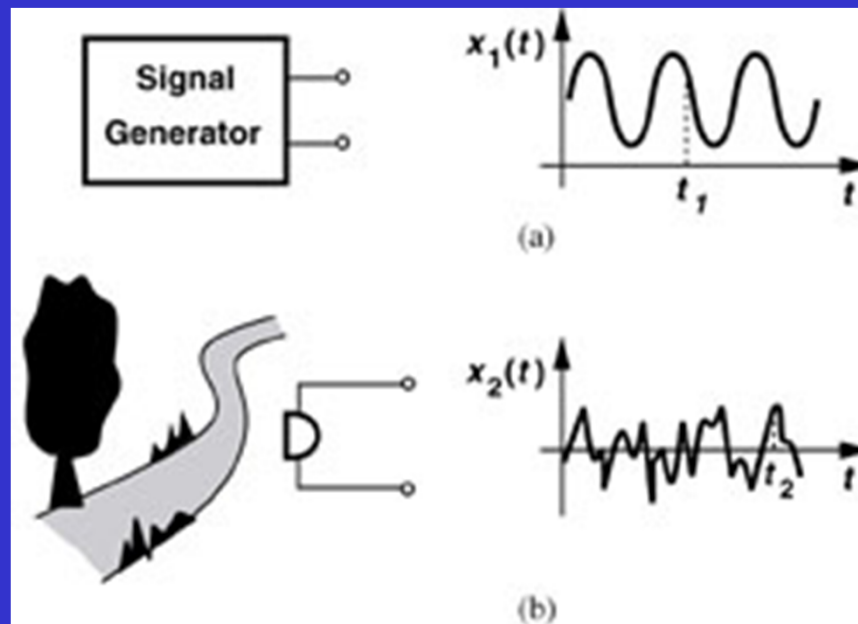 Signal
Generator
x₁(t)
t₁
t
(a)
x₂(t)
t₂
t
(b)